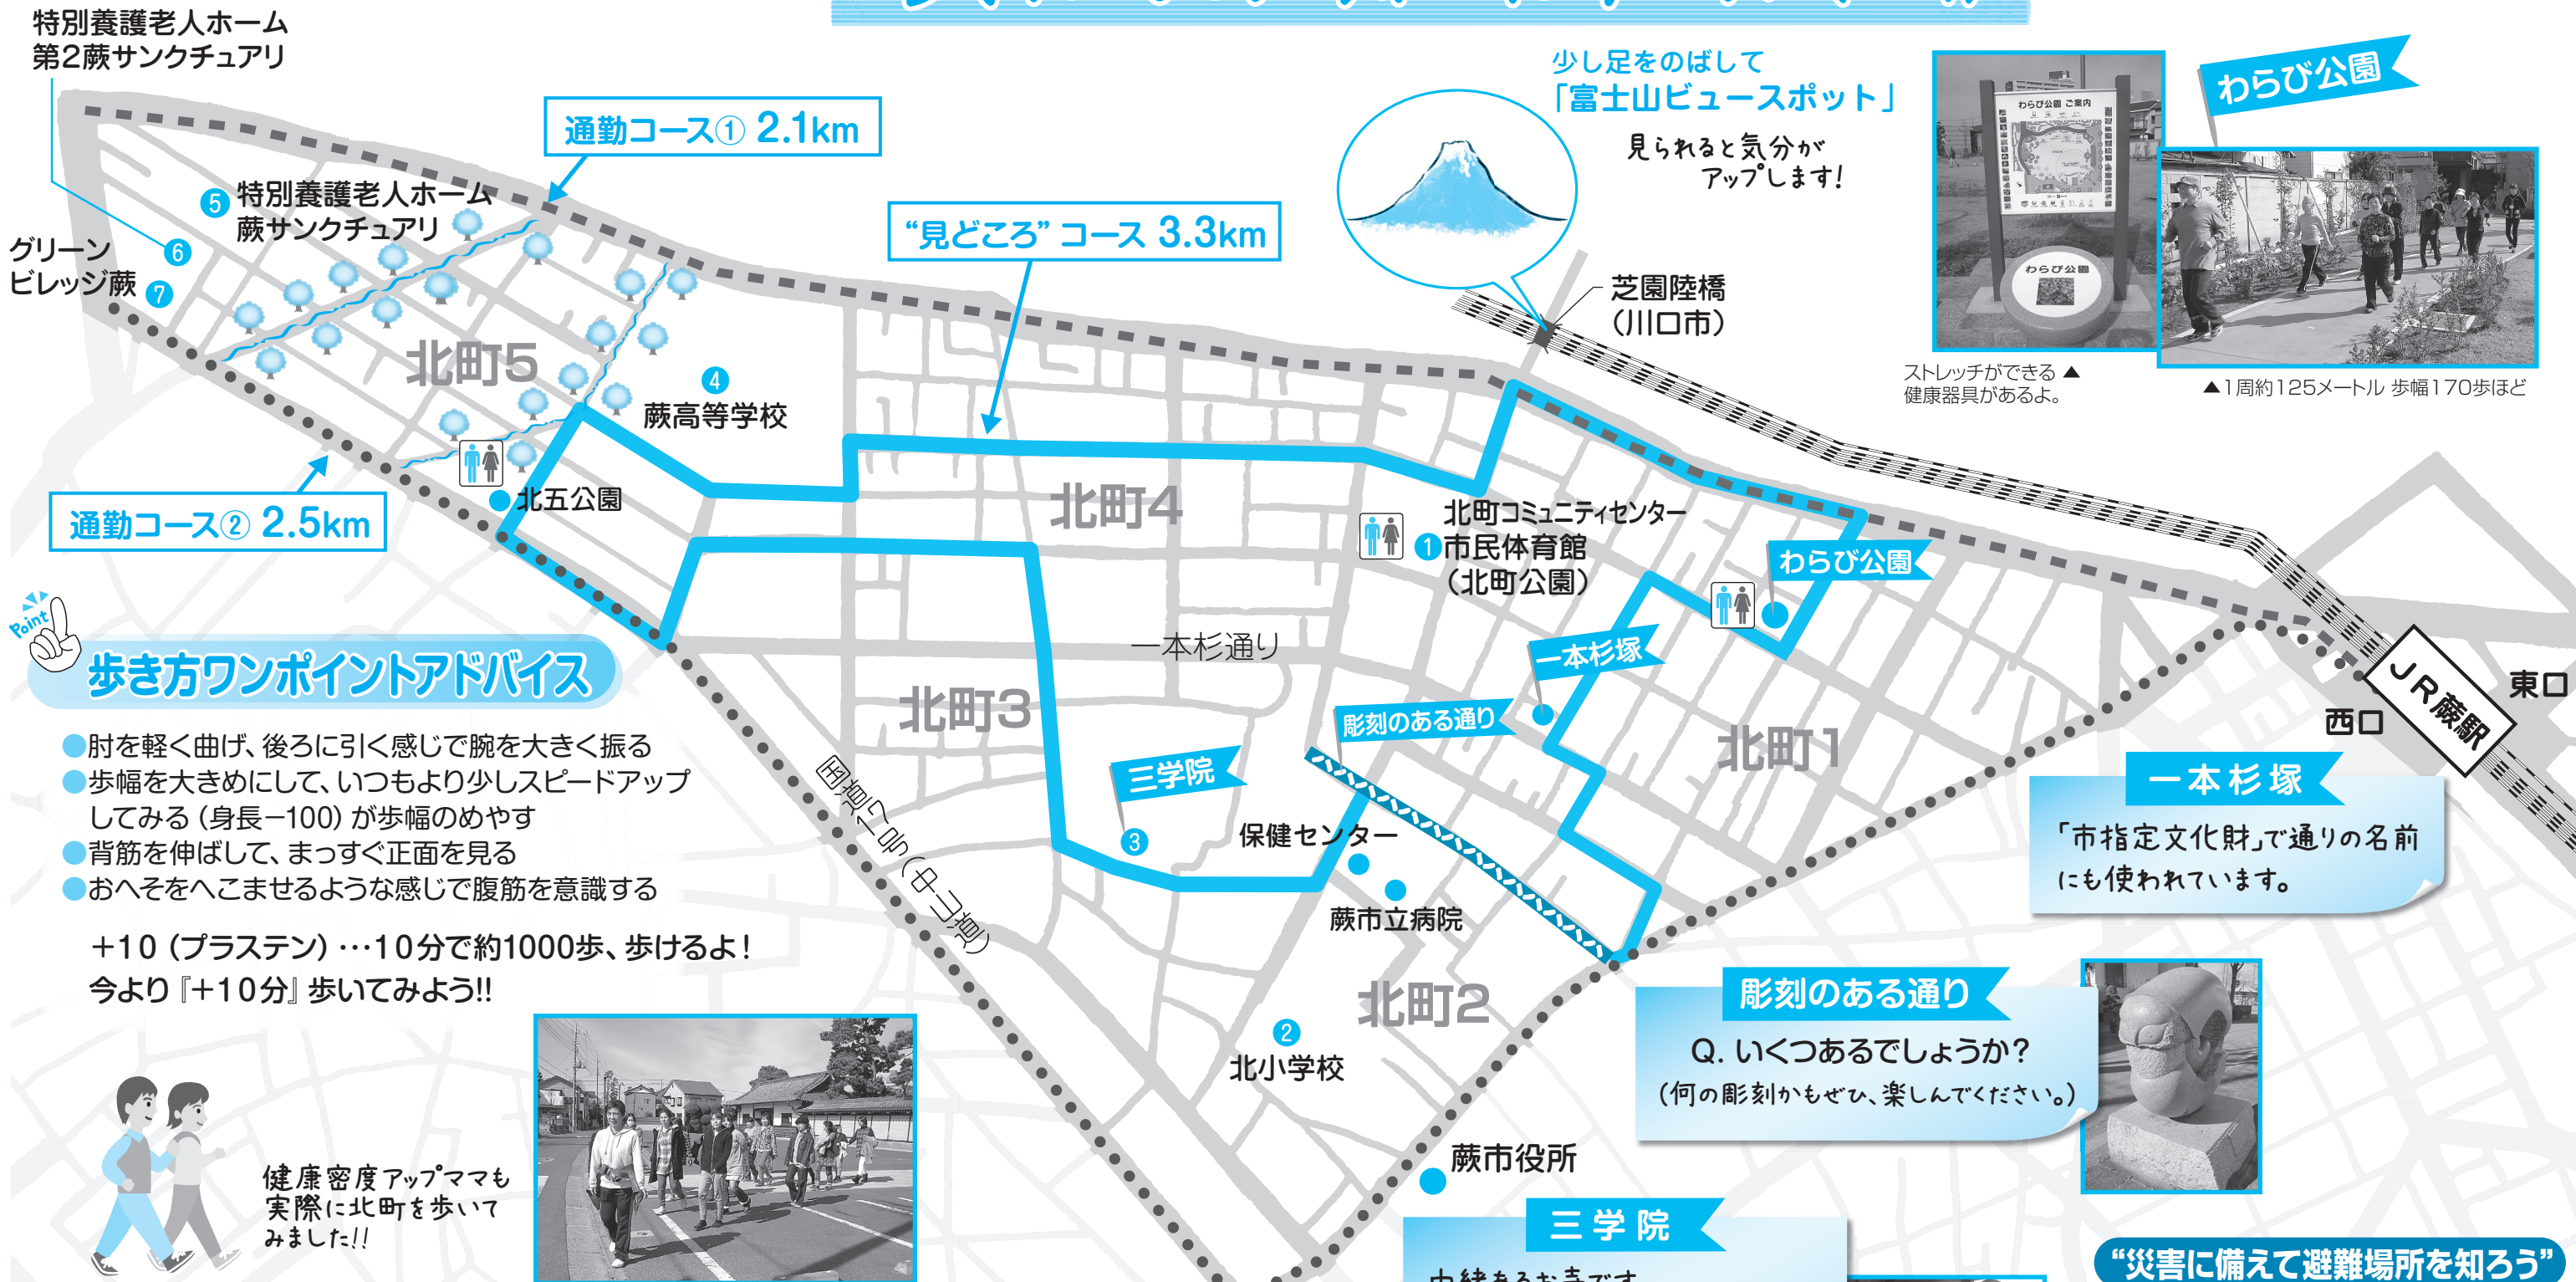 特別養護老人ホーム
第2蕨サンクチュアリ
通勤コース① 2.1km
少し足をのばして
「富士山ビュースポット」
見られると気分が
アップします!
わらび公園 ご案内
わらび公園
わらび公園
ストレッチができる ▲
健康器具があるよ。
▲1周約125メートル 歩幅170歩ほど
5 特別養護老人ホーム
蕨サンクチュアリ
6
グリーン
ビレッジ蕨 7
“見どころ” コース 3.3km
芝園陸橋
(川口市)
北町5
4
蕨高等学校
北五公園
通勤コース② 2.5km
北町4
北町コミュニティセンター
1 市民体育館
(北町公園)
わらび公園
一本杉通り
一本杉塚
北町3
彫刻のある通り
北町1
JR蕨駅
東口
西口
国道17号(中山道)
三学院
3
保健センター
蕨市立病院
北町2
2
北小学校
蕨市役所
Point
歩き方ワンポイントアドバイス
●肘を軽く曲げ、後ろに引く感じで腕を大きく振る
●歩幅を大きめにして、いつもより少しスピードアップ
してみる(身長−100)が歩幅のめやす
●背筋を伸ばして、まっすぐ正面を見る
●おへそをへこませるような感じで腹筋を意識する
+10(プラステン)…10分で約1000歩、歩けるよ!
今より『+10分』歩いてみよう!!
健康密度アップママも
実際に北町を歩いて
みました!!
一本杉塚
「市指定文化財」で通りの名前
にも使われています。
彫刻のある通り
Q. いくつあるでしょうか?
(何の彫刻かもぜひ、楽しんでください。)
三学院
“災害に備えて避難場所を知ろう”